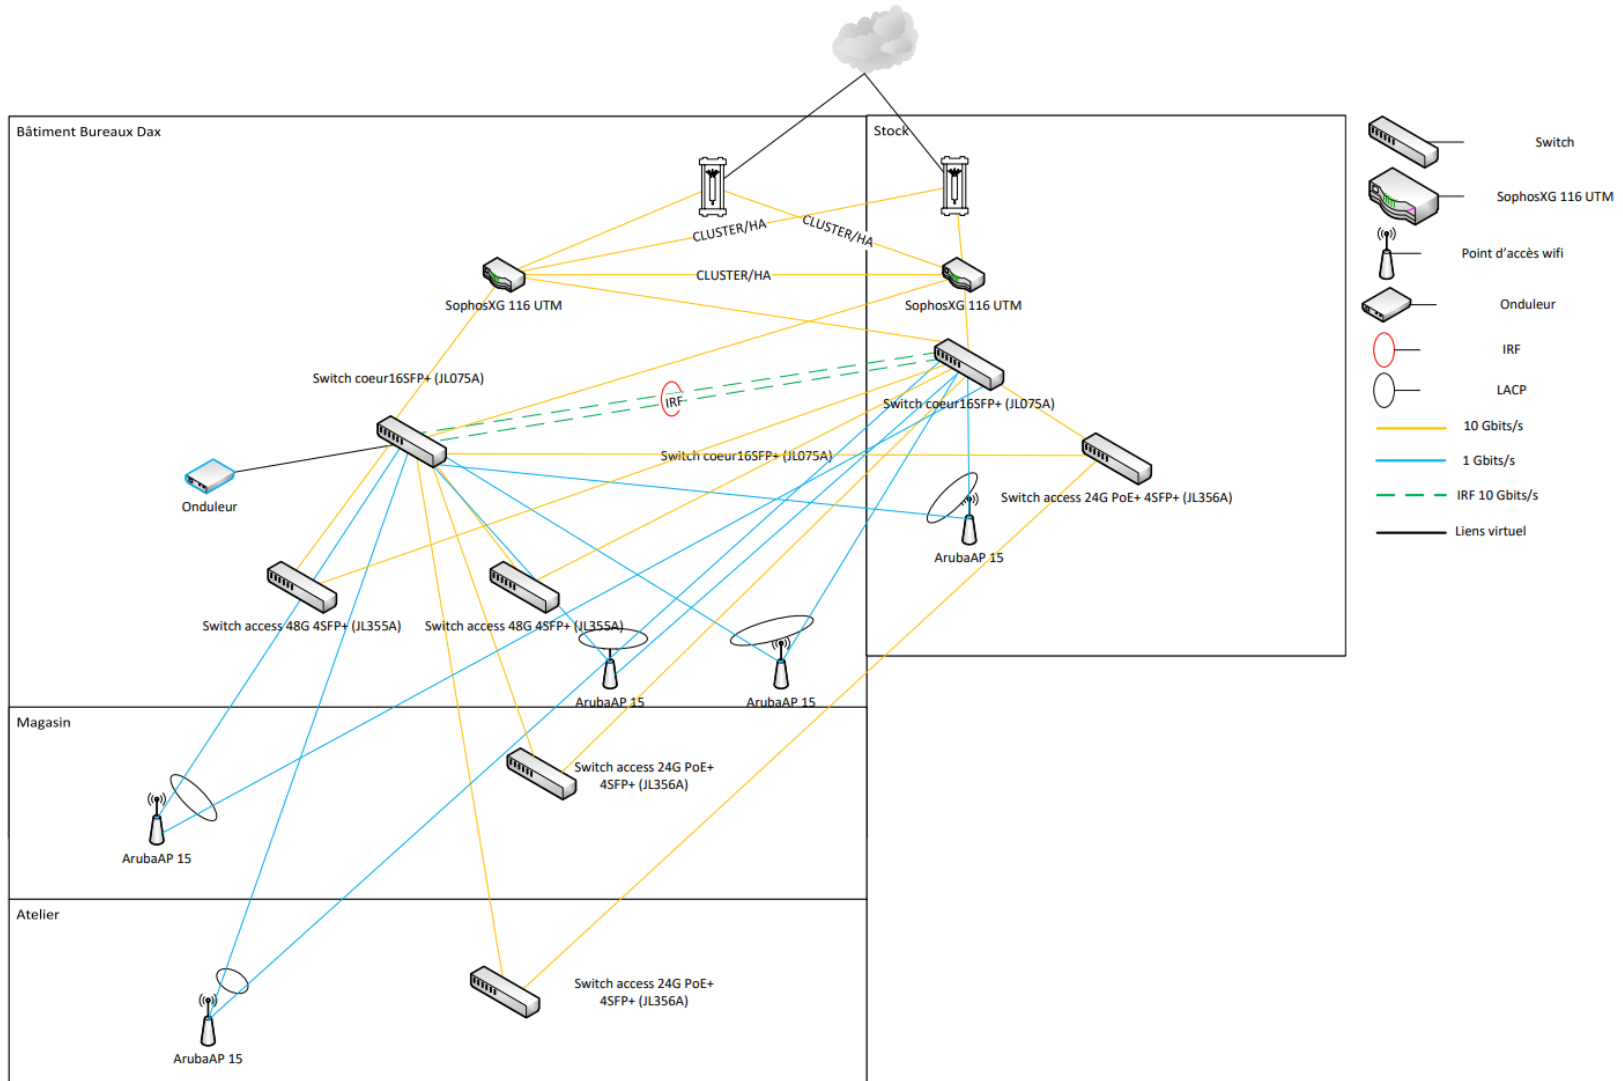 Bâtiment Bureaux Dax
Stock
Switch
SophosXG 116 UTM
CLUSTER/HA
CLUSTER/HA
Point d'accès wifi
CLUSTER/HA
SophosXG 116 UTM
SophosXG 116 UTM
Onduleur
IRF
Switch coeur16SFP+ (JL075A)
LACP
IRF
Switch coeur16SFP+ (JL075A)
10 Gbits/s
Switch coeur16SFP+ (JL075A)
1 Gbits/s
Onduleur
Switch access 24G PoE+ 4SFP+ (JL356A)
IRF 10 Gbits/s
Liens virtuel
ArubaAP 15
Switch access 48G 4SFP+ (JL355A)
Switch access 48G 4SFP+ (JL355A)
ArubaAP 15
ArubaAP 15
Magasin
Switch access 24G PoE+
4SFP+ (JL356A)
ArubaAP 15
Atelier
Switch access 24G PoE+
4SFP+ (JL356A)
ArubaAP 15